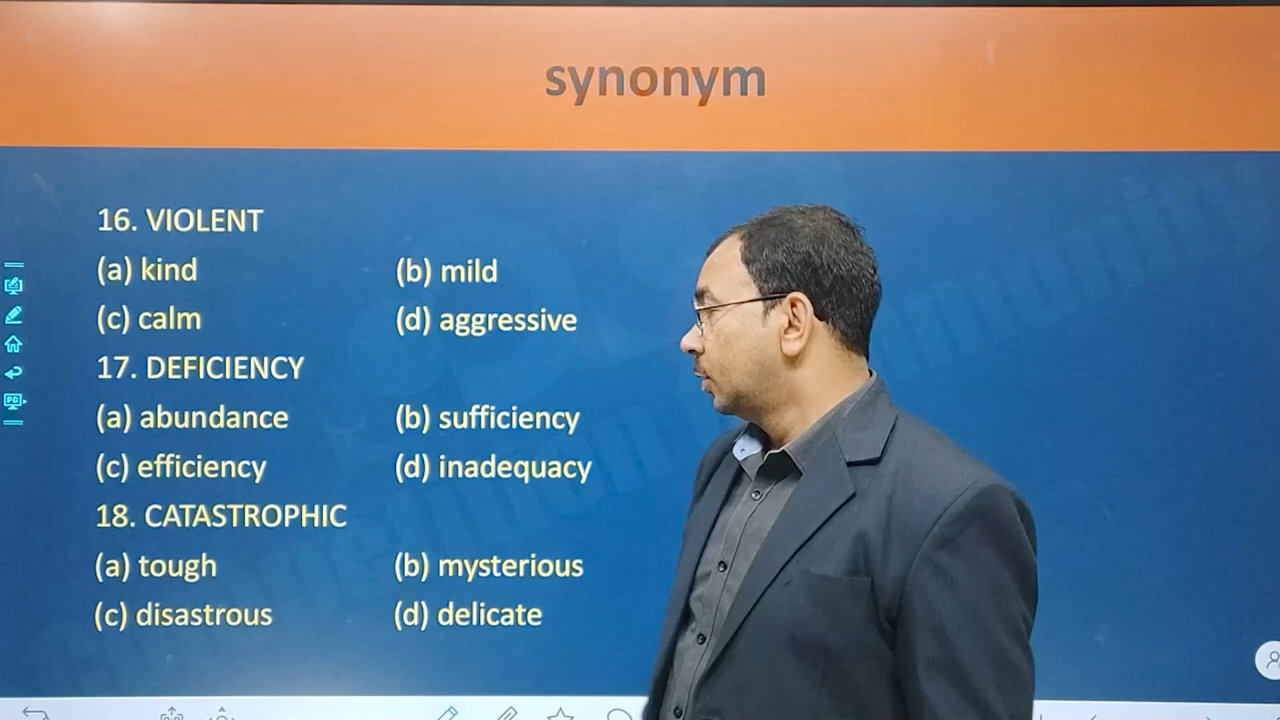 synonym
16. VIOLENT
(a) kind (b) mild
(c) calm (d) aggressive
17. DEFICIENCY
(a) abundance (b) sufficiency
(c) efficiency (d) inadequacy
18. CATASTROPHIC
(a) tough (b) mysterious
(c) disastrous (d) delicate